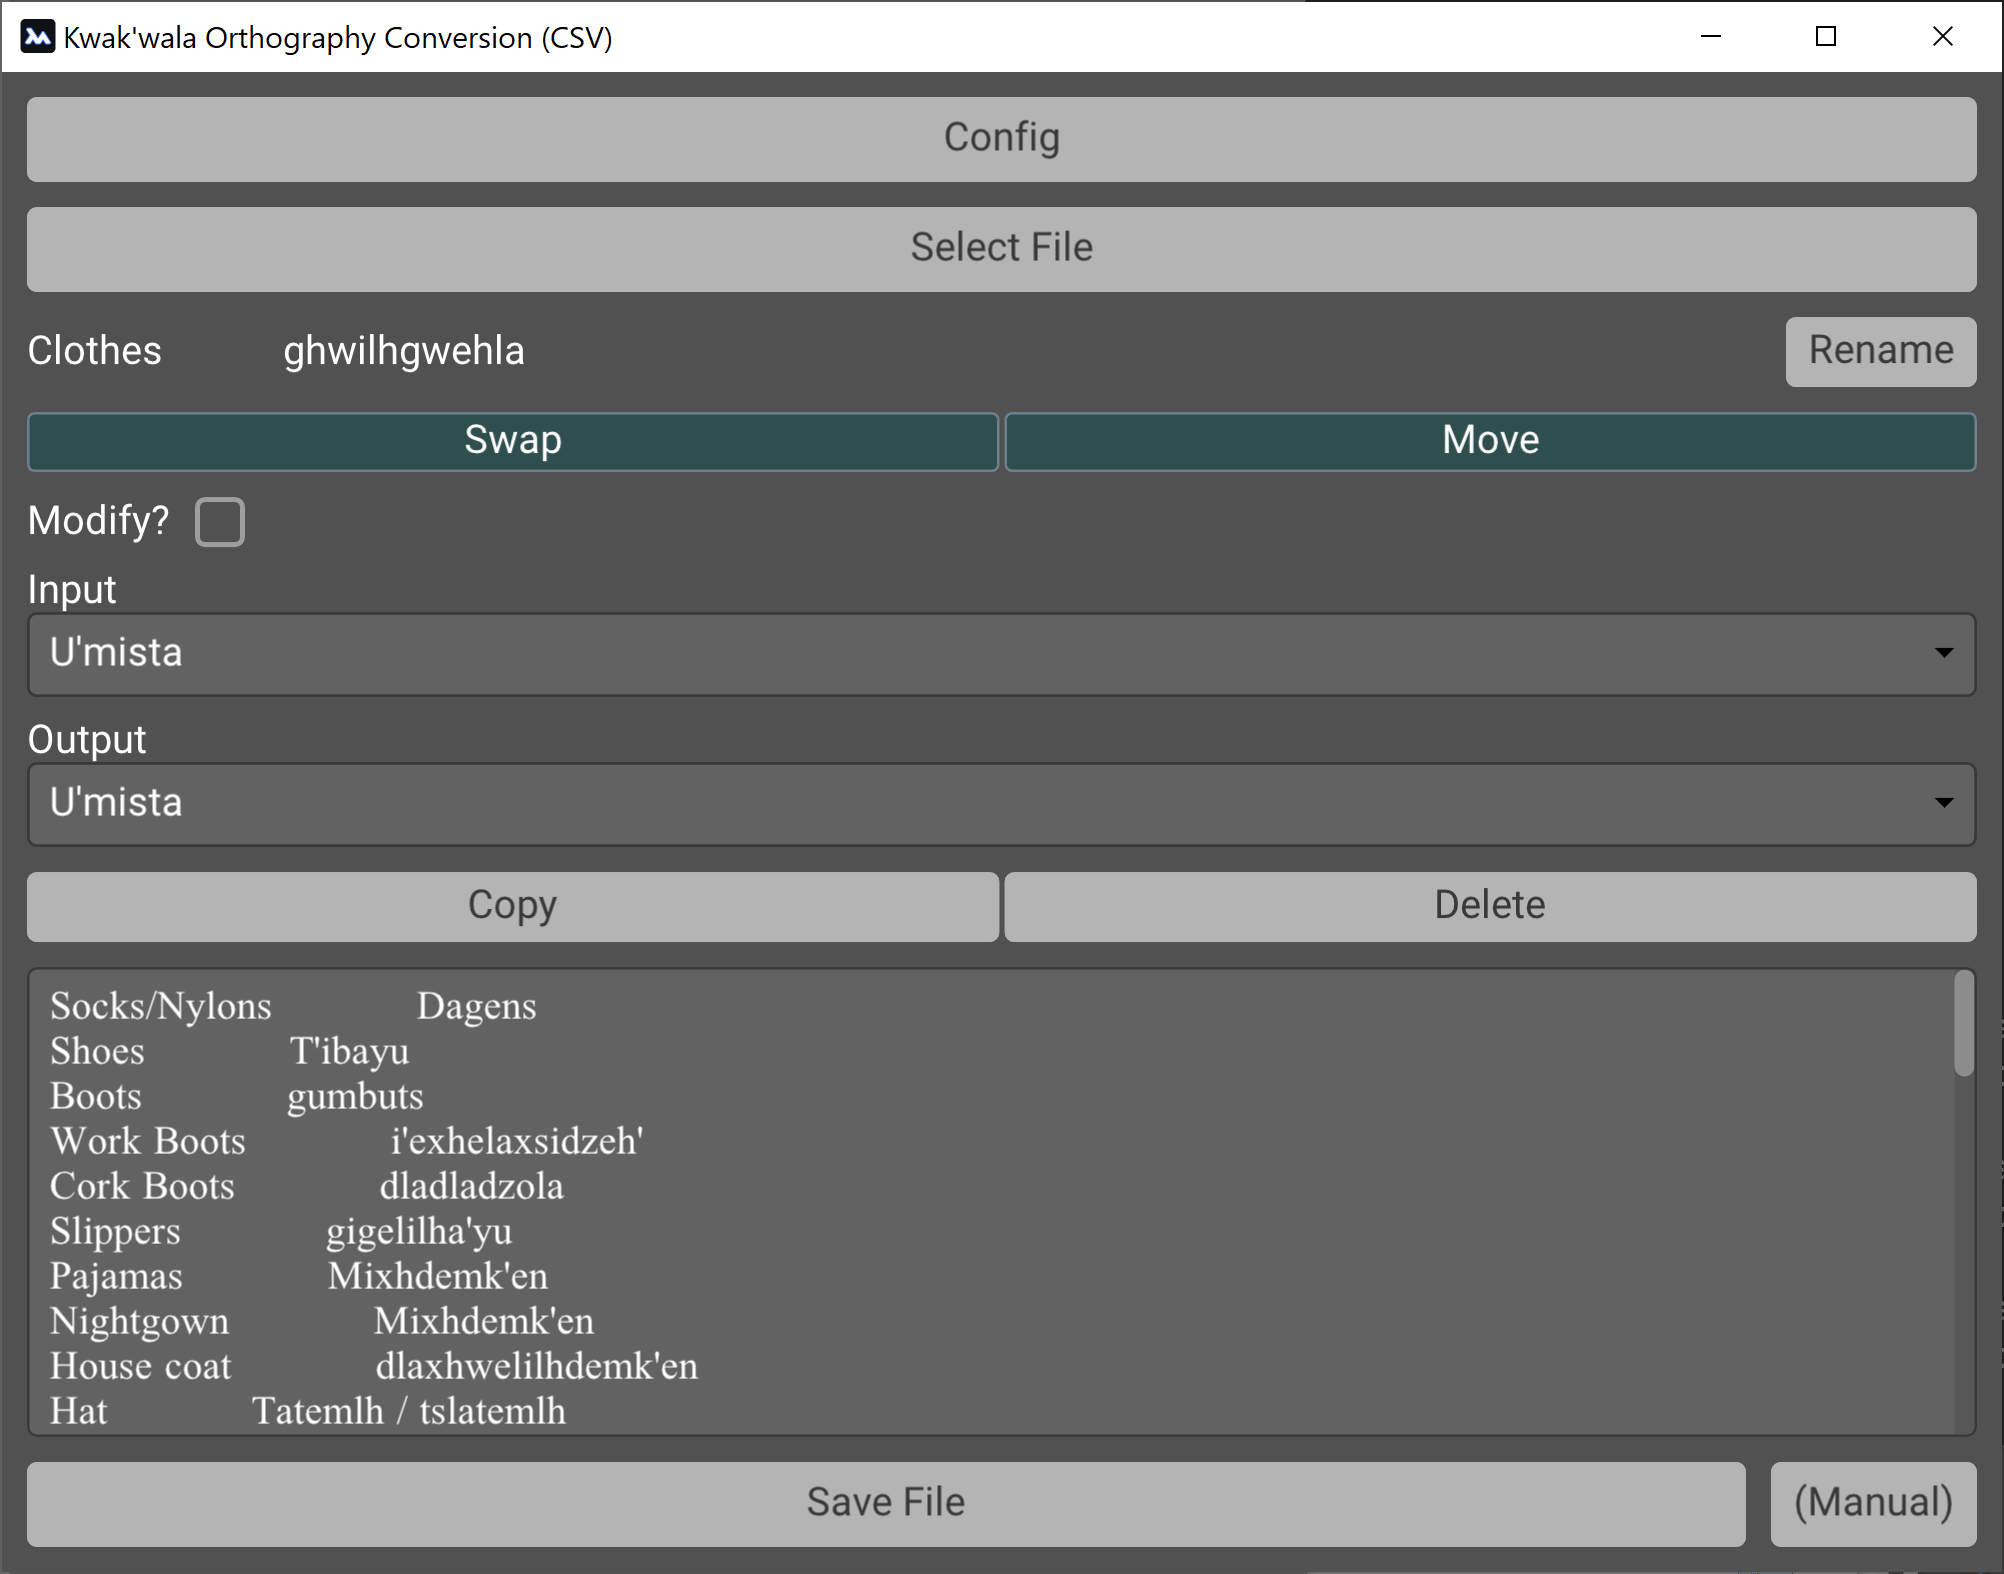 Kwak'wala Orthography Conversion (CSV)
Config
Select File
Clothes ghwilhgwehla Rename
Swap Move
Modify?
Input
U'mista
Output
U'mista
Copy Delete
Socks/Nylons Dagens
Shoes T'ibayu
Boots gumbuts
Work Boots i'exhelaxsidzeh'
Cork Boots dladladzola
Slippers gigelilha'yu
Pajamas Mixhdemk'en
Nightgown Mixhdemk'en
House coat dlaxhwelilhdemk'en
Hat Tatemlh / tslatemlh
Save File (Manual)